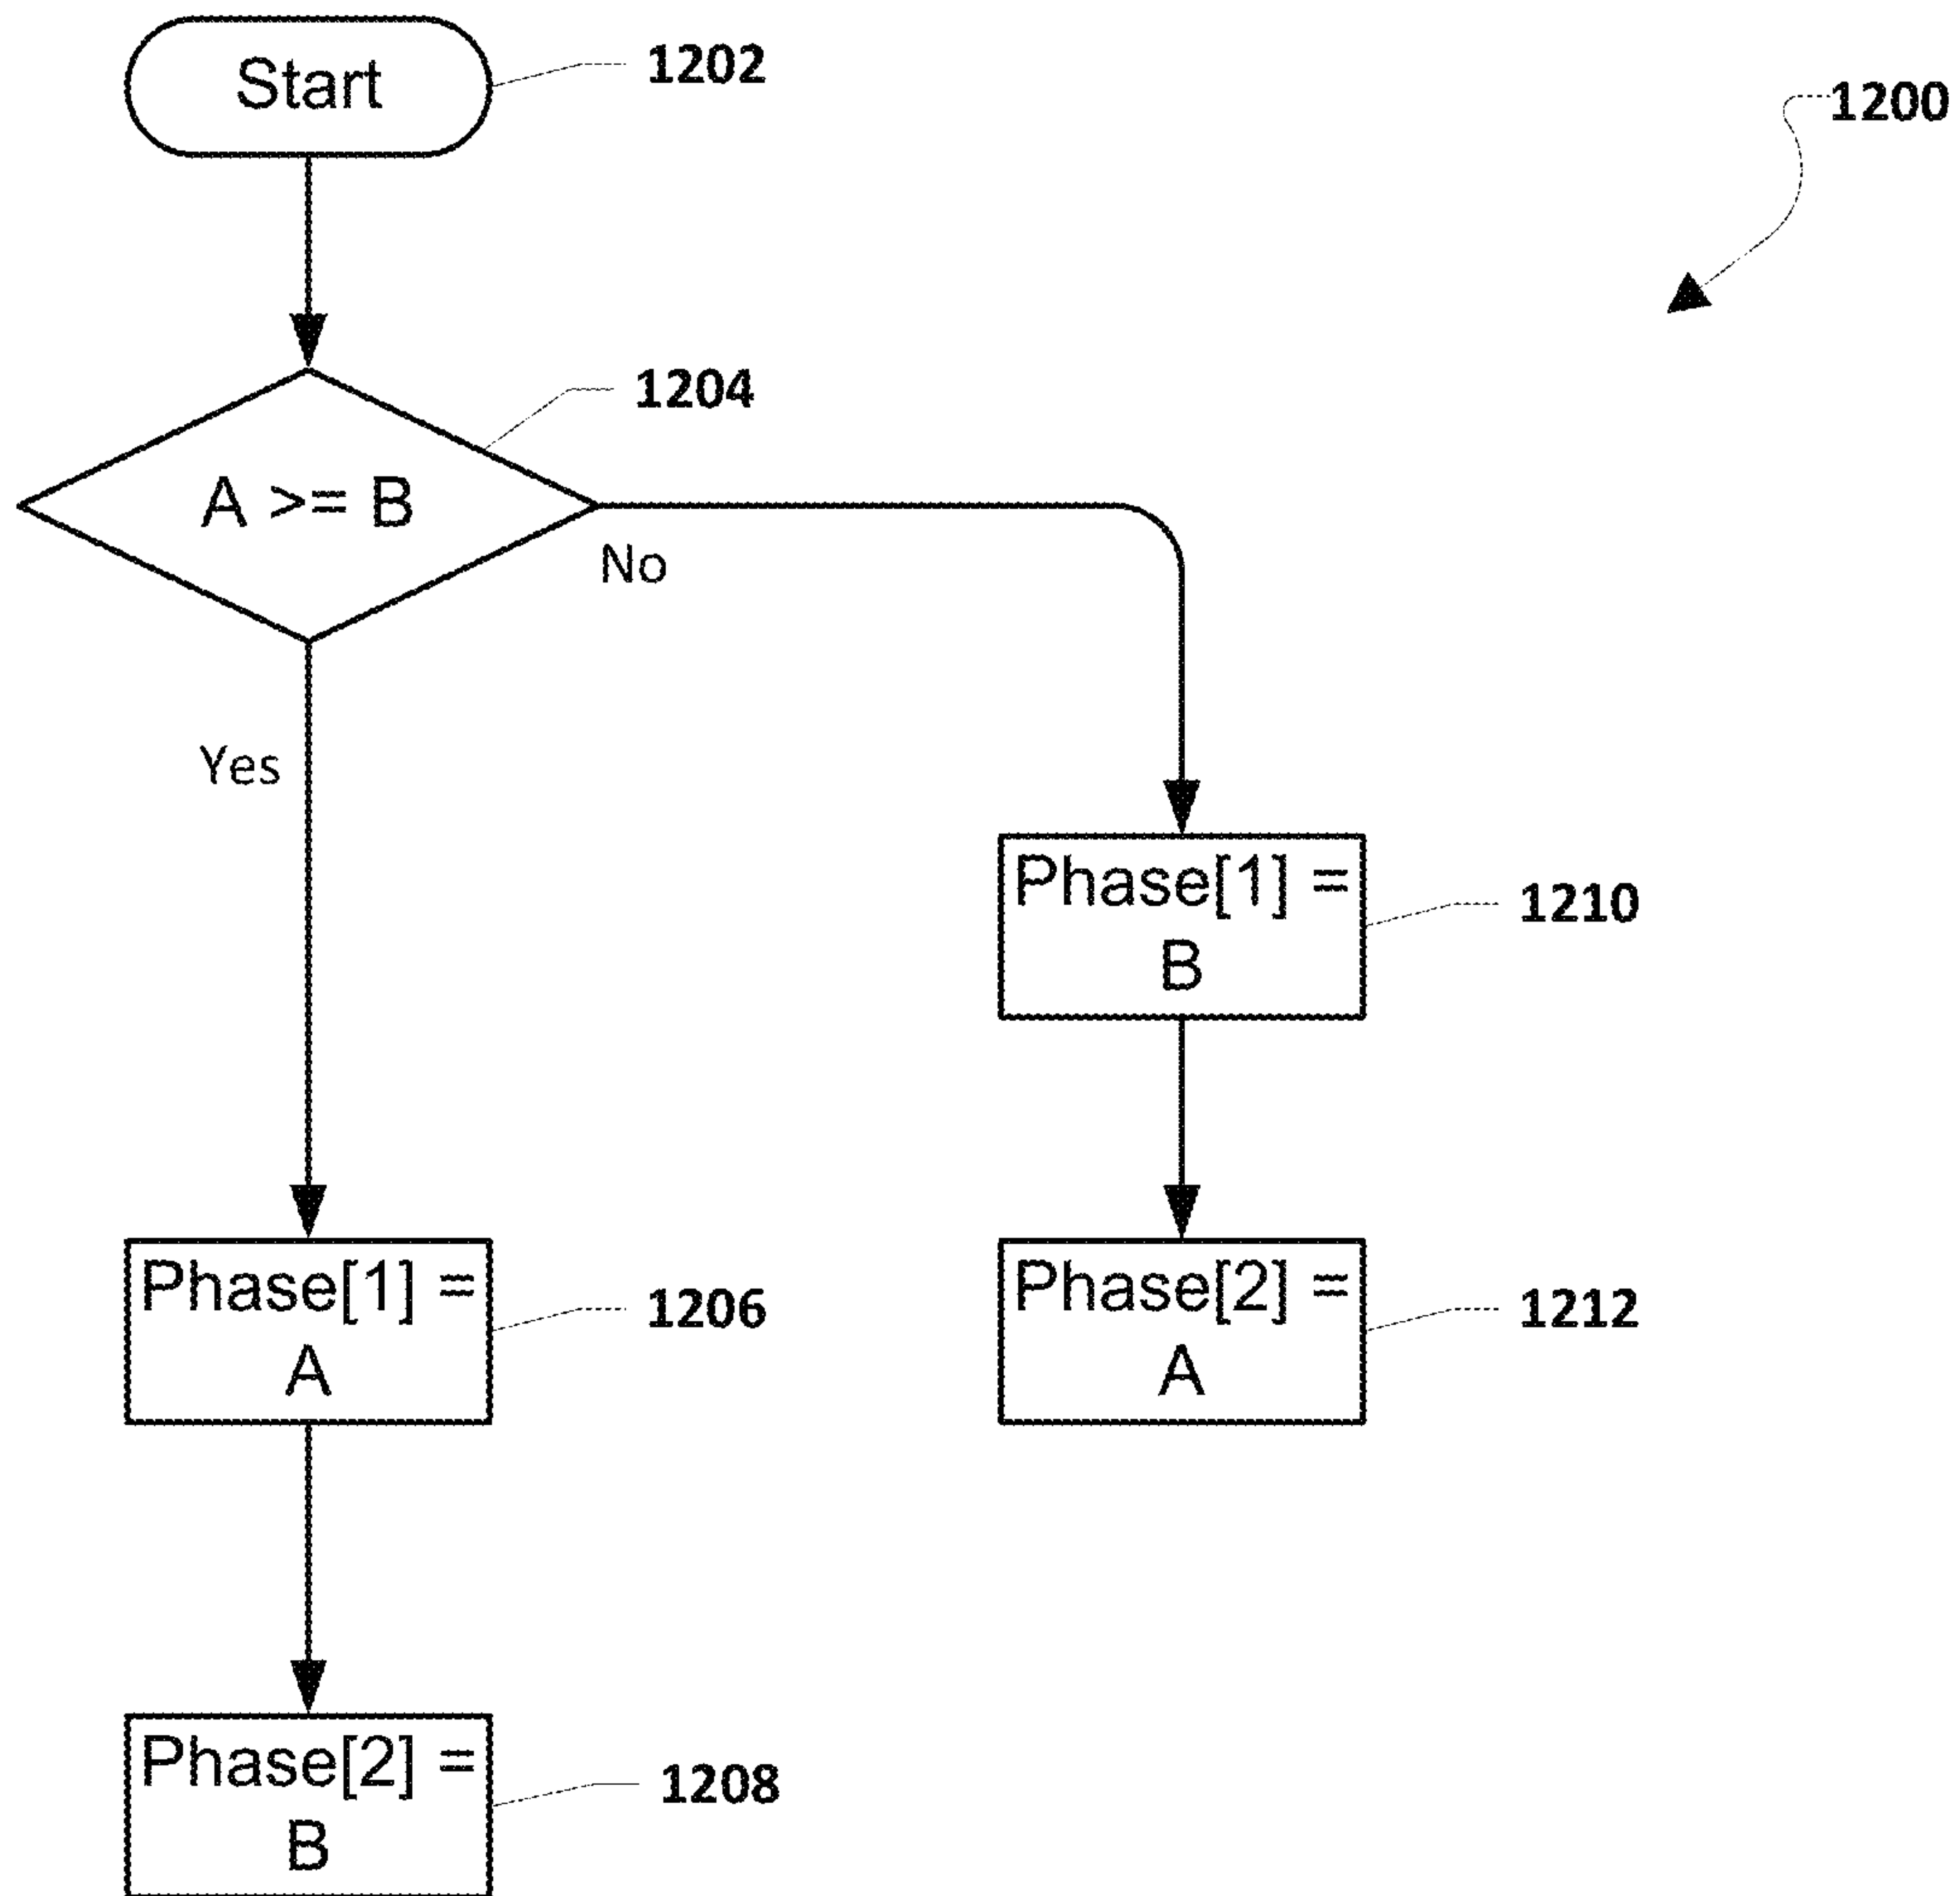 Start
1202
1200
1204
A >= B
No
Yes
Phase[1] =
B
1210
Phase[1] =
A
1206
Phase[2] =
A
1212
Phase[2] =
B
1208